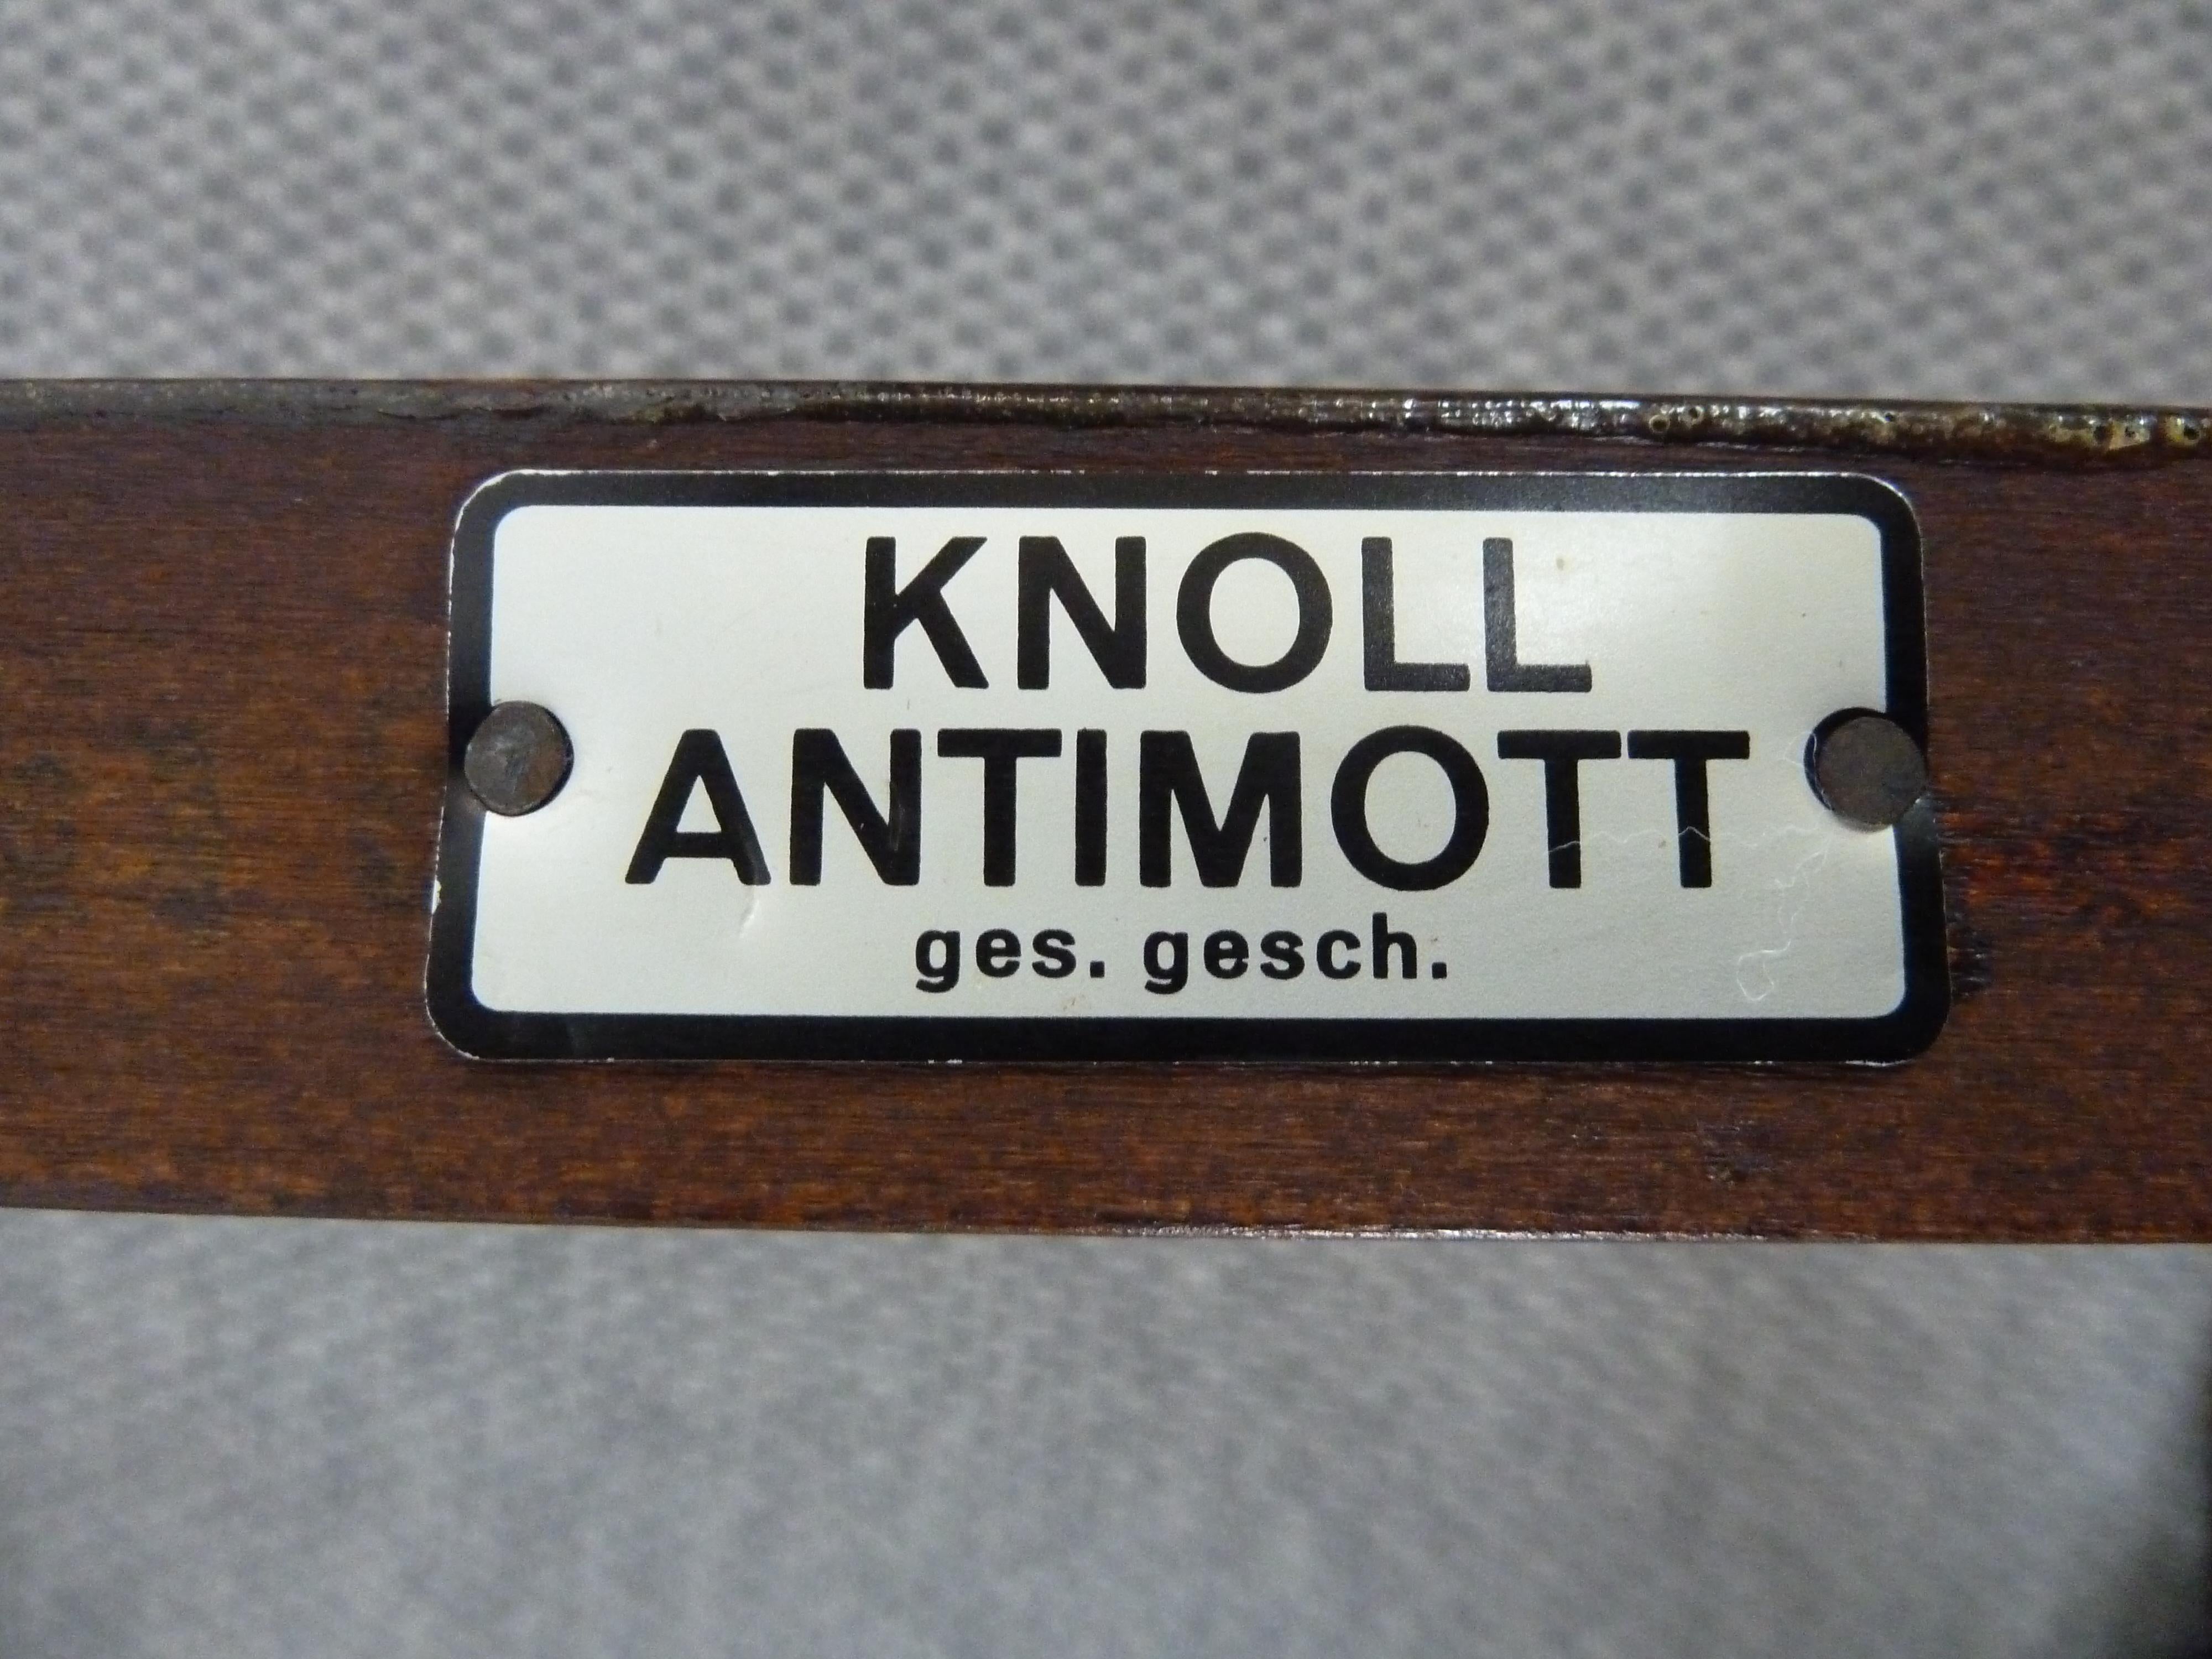 KNOLL
ANTIMOTT
ges. gesch.